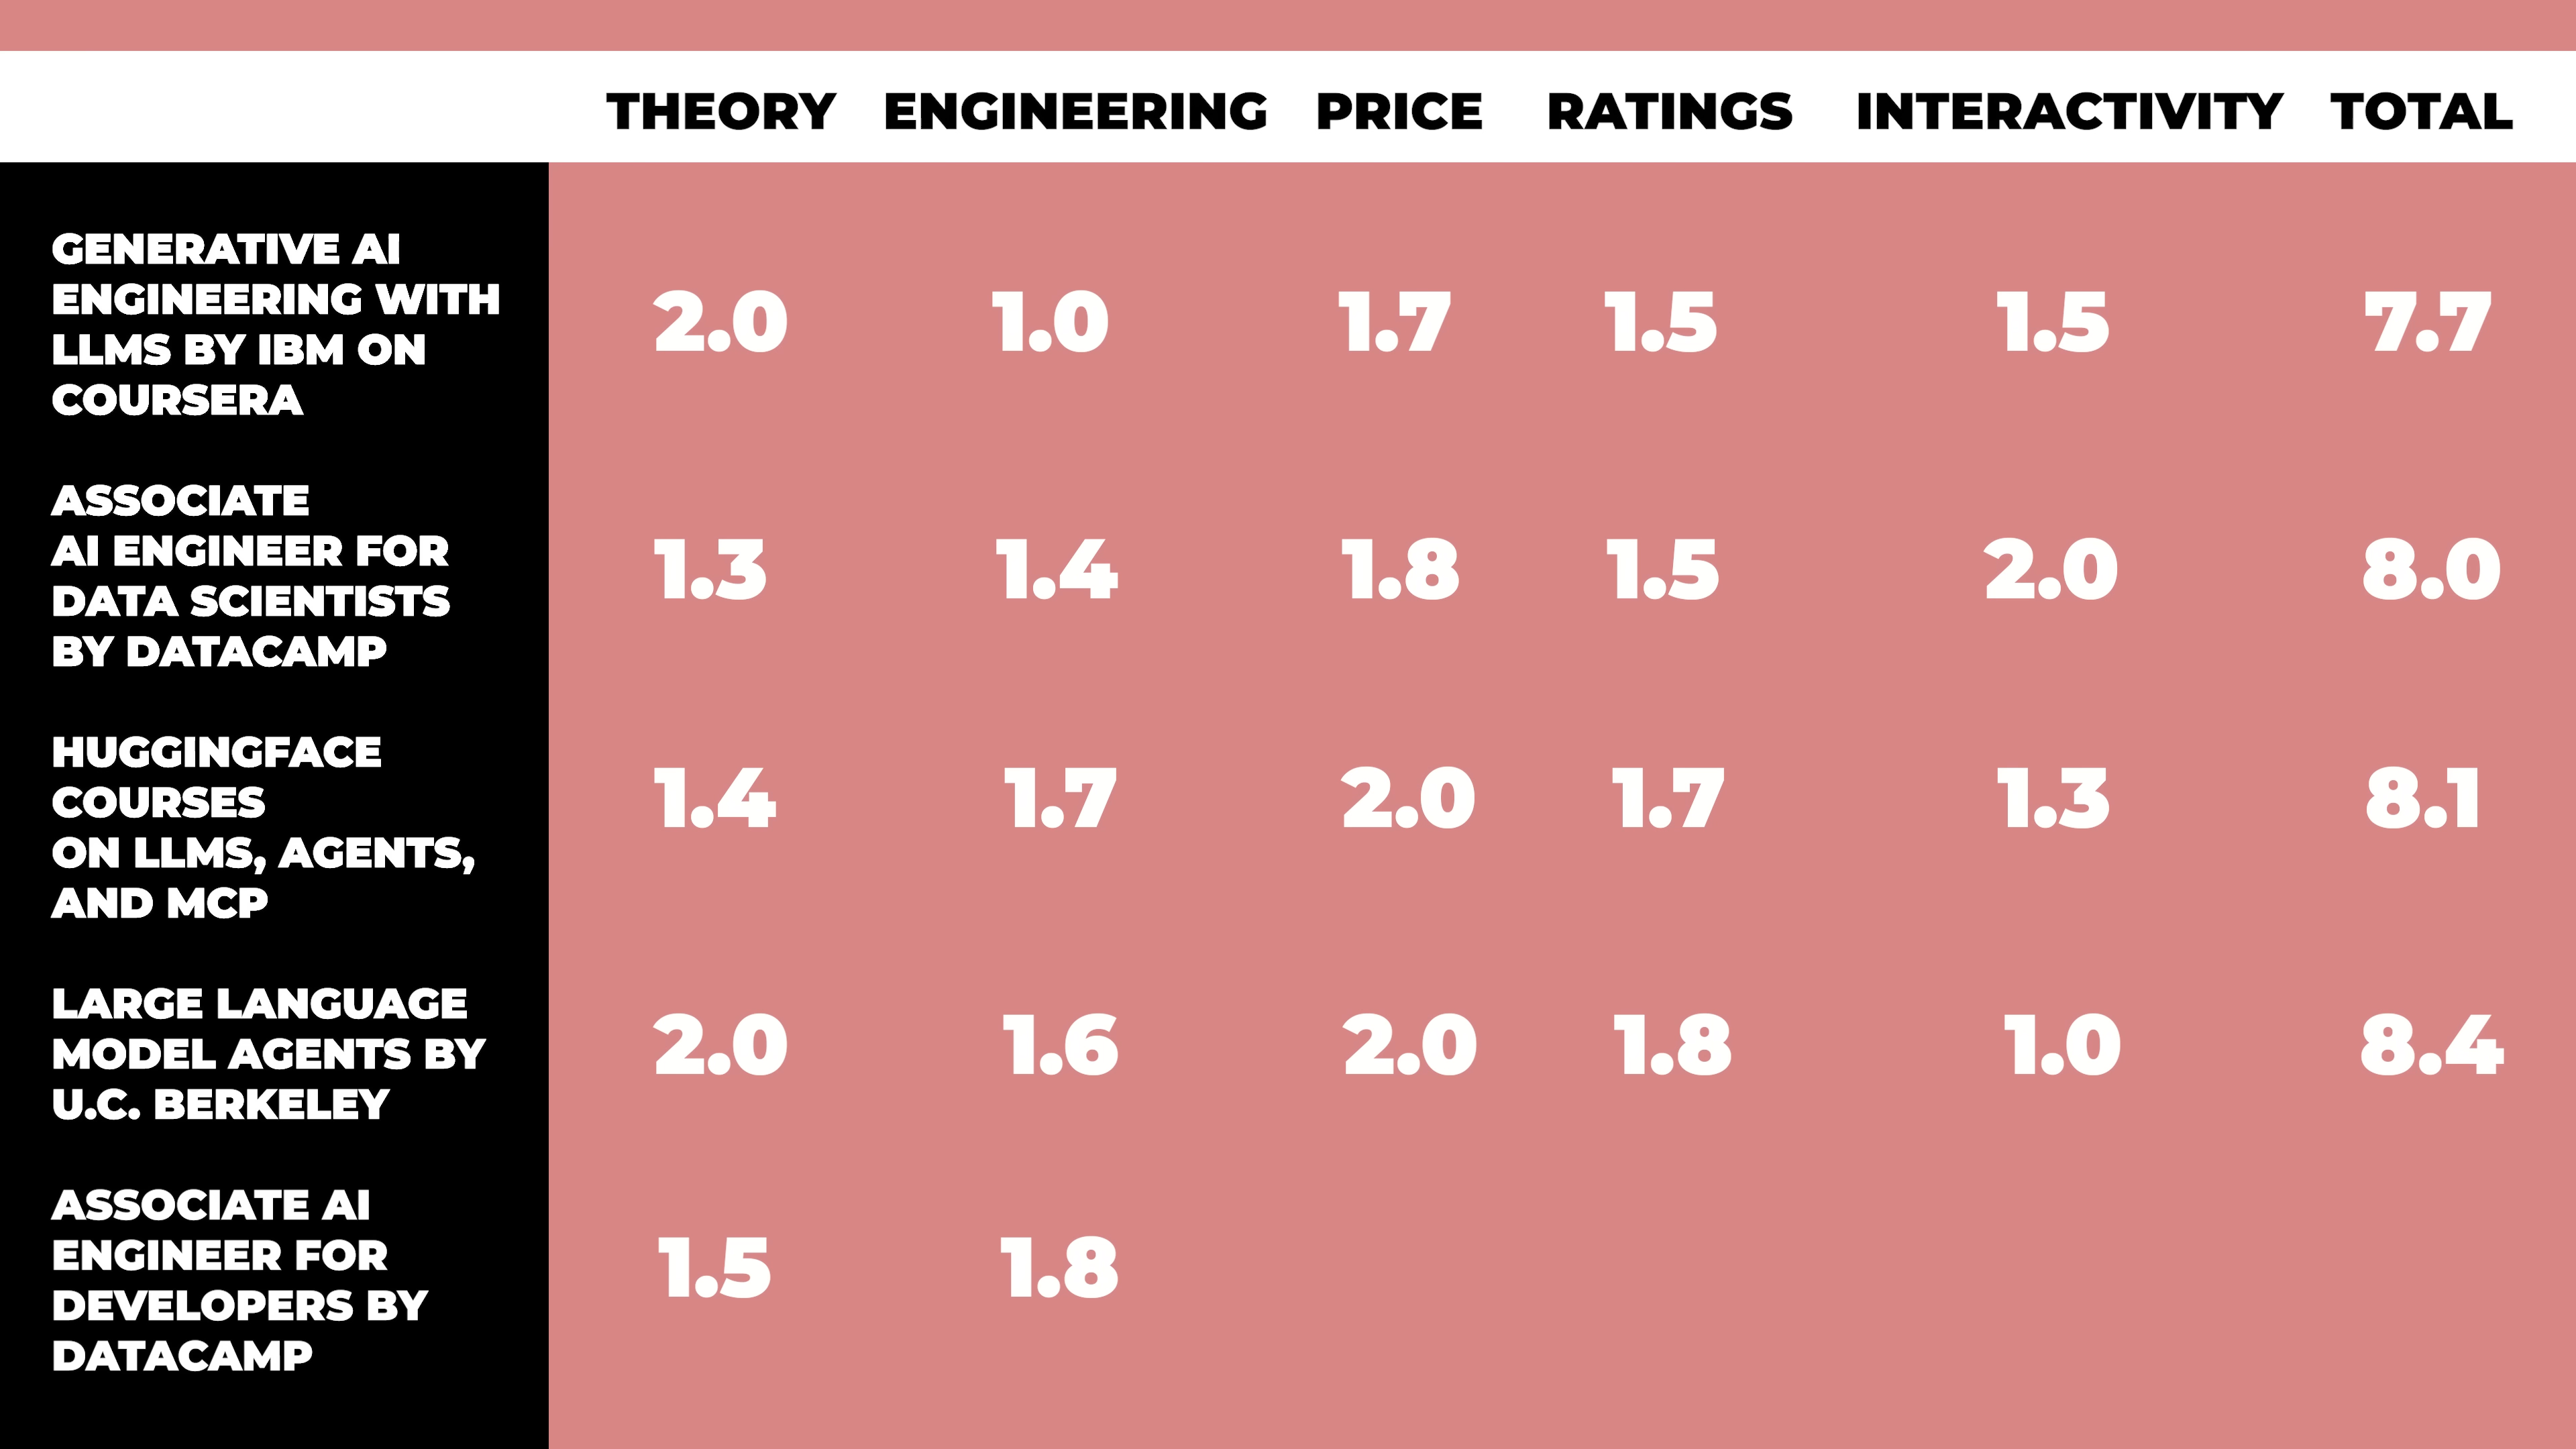 THEORY ENGINEERING PRICE RATINGS INTERACTIVITY TOTAL
GENERATIVE AI
ENGINEERING WITH
LLMS BY IBM ON
COURSERA
2.0 1.0 1.7 1.5 1.5 7.7
ASSOCIATE
AI ENGINEER FOR
DATA SCIENTISTS
BY DATACAMP
1.3 1.4 1.8 1.5 2.0 8.0
HUGGINGFACE
COURSES
ON LLMS, AGENTS,
AND MCP
1.4 1.7 2.0 1.7 1.3 8.1
LARGE LANGUAGE
MODEL AGENTS BY
U.C. BERKELEY
2.0 1.6 2.0 1.8 1.0 8.4
ASSOCIATE AI
ENGINEER FOR
DEVELOPERS BY
DATACAMP
1.5 1.8